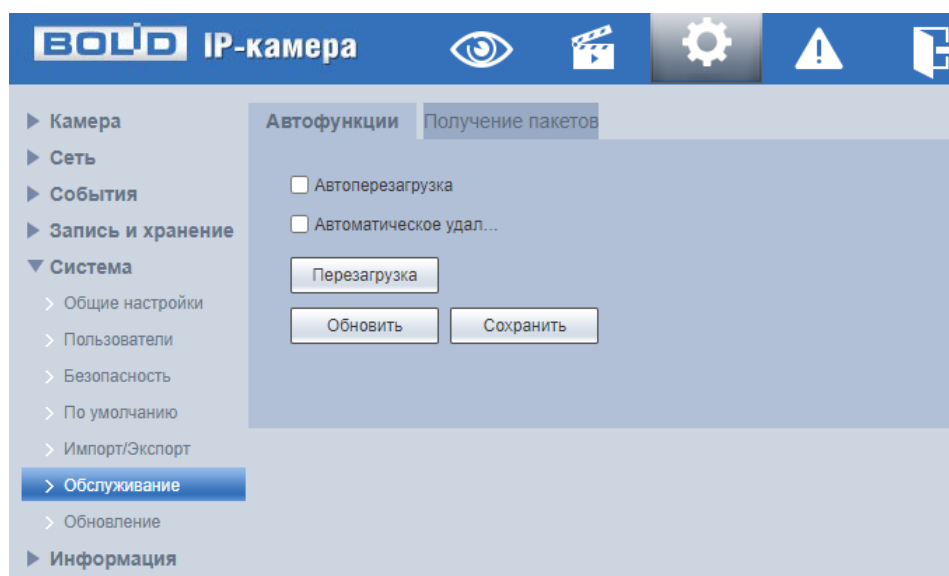 BOLID IP-камера
Камера
Сеть
События
Запись и хранение
Система
Общие настройки
Пользователи
Безопасность
По умолчанию
Импорт/Экспорт
Обслуживание
Обновление
Информация
Автофункции Получение пакетов
Автоперезагрузка
Автоматическое удал...
Перезагрузка
Обновить Сохранить